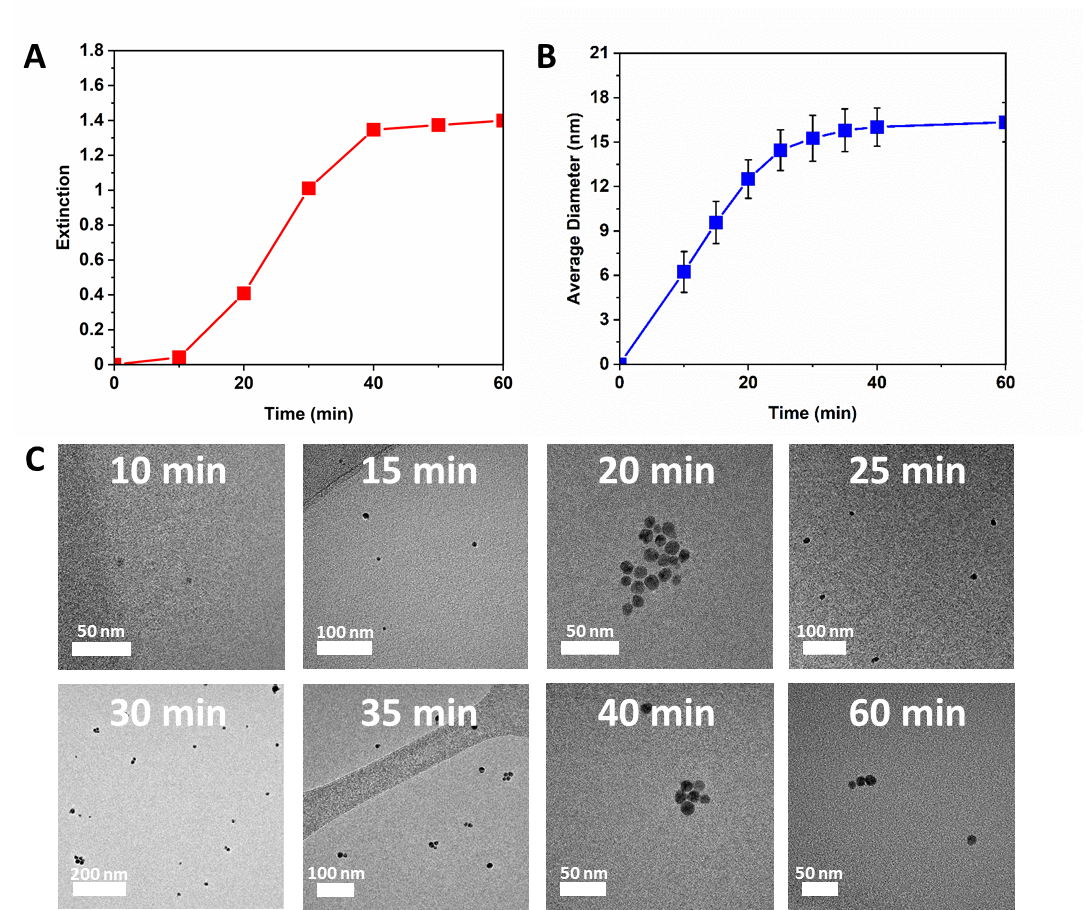 A
1.8
1.6
1.4
1.2
1
0.8
0.6
0.4
0.2
0
Extinction
0
20
40
60
Time (min)
B
21
18
15
12
9
6
3
0
Average Diameter (nm)
0
20
40
60
Time (min)
C
10 min
50 nm
15 min
100 nm
20 min
50 nm
25 min
100 nm
30 min
200 nm
35 min
100 nm
40 min
50 nm
60 min
50 nm